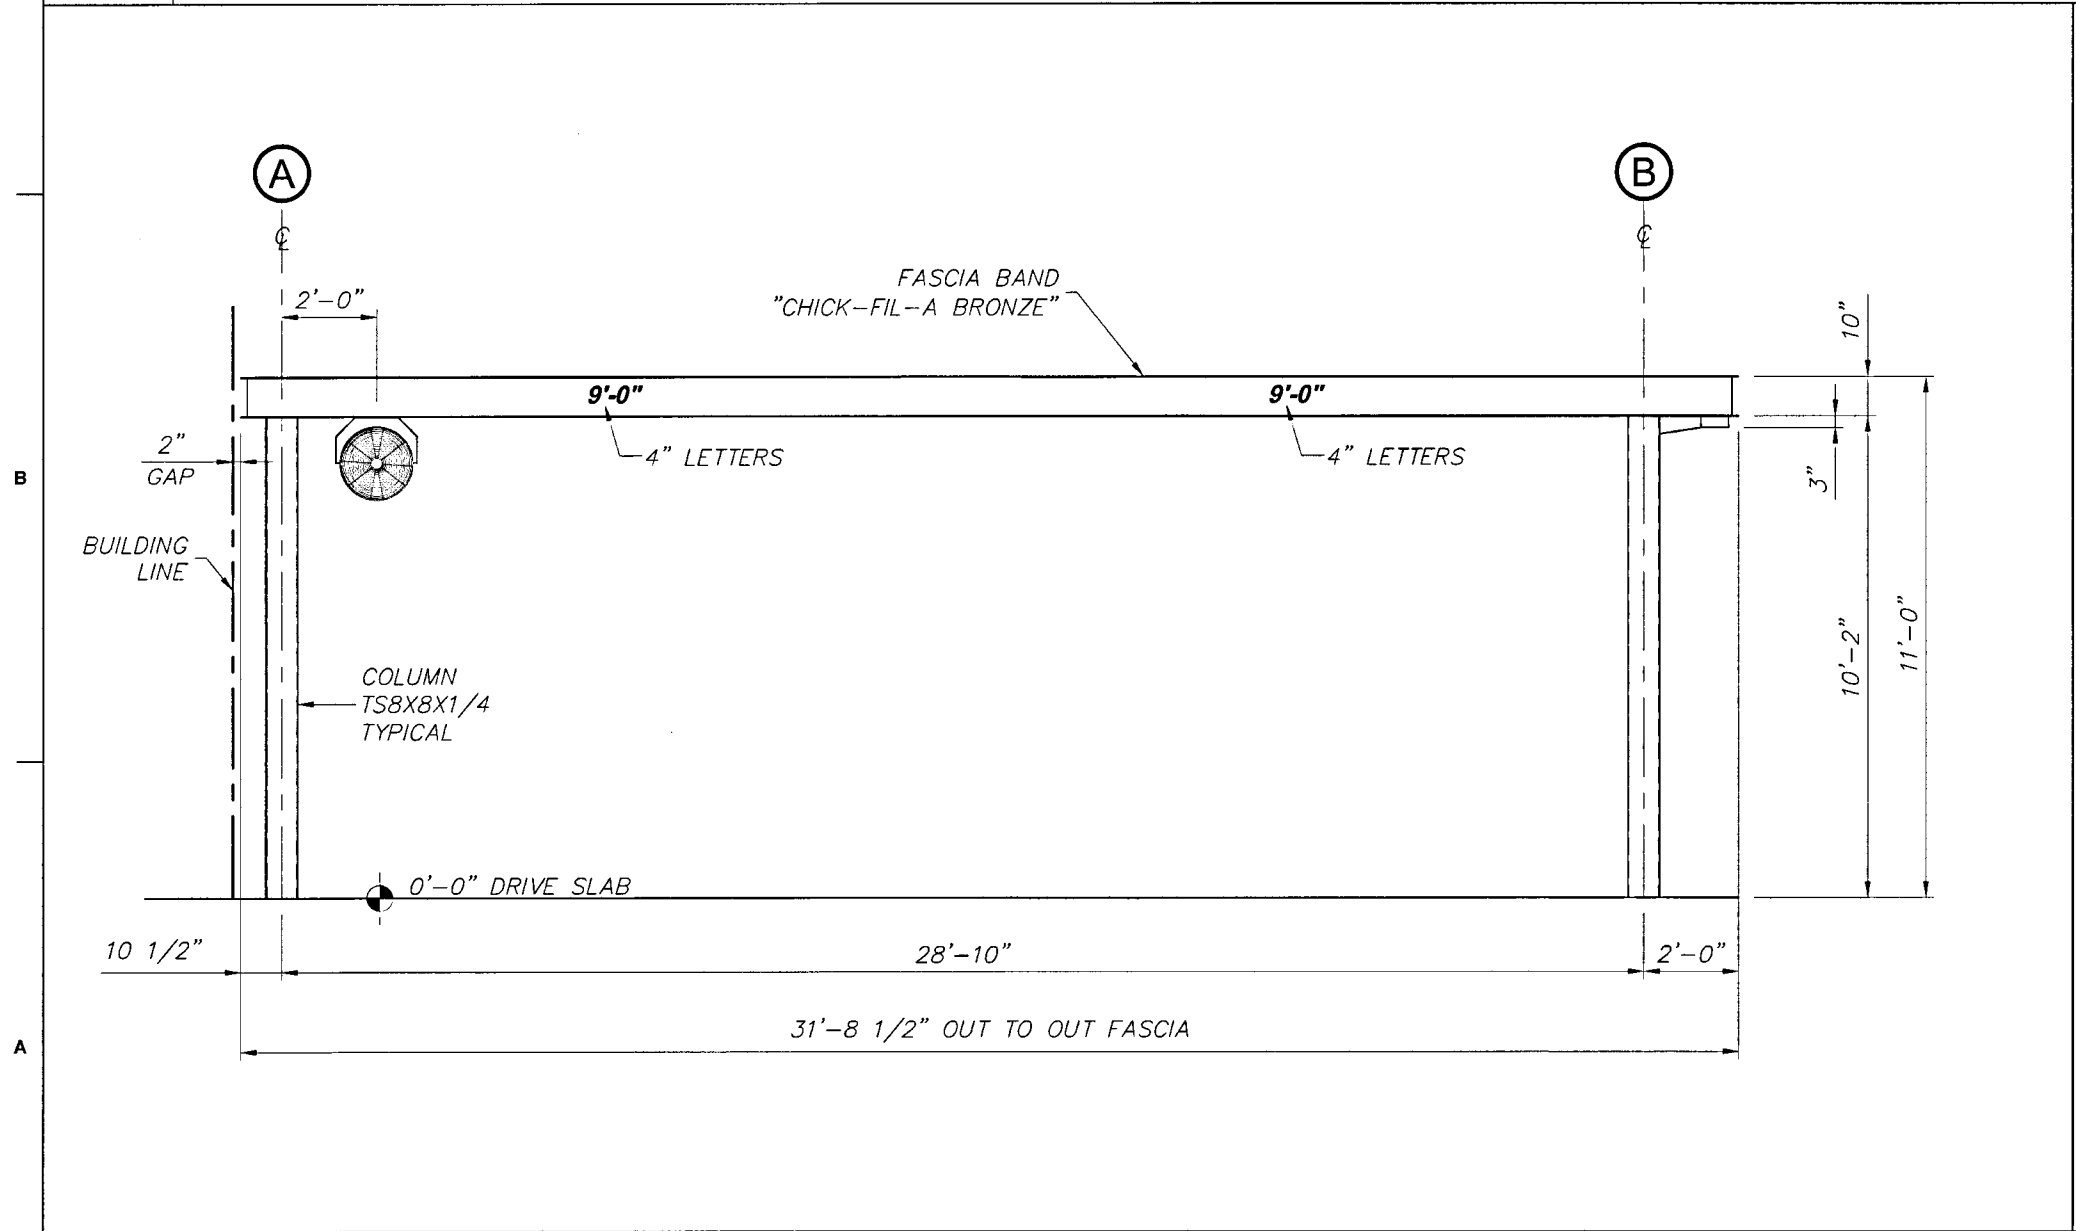 A
B
℄
℄
FASCIA BAND
"CHICK-FIL-A BRONZE"
2'-0"
10"
9'-0"
9'-0"
2"
GAP
4" LETTERS
4" LETTERS
B
3"
BUILDING
LINE
10'-2"
11'-0"
COLUMN
TS8X8X1/4
TYPICAL
0'-0" DRIVE SLAB
10 1/2"
28'-10"
2'-0"
31'-8 1/2" OUT TO OUT FASCIA
A